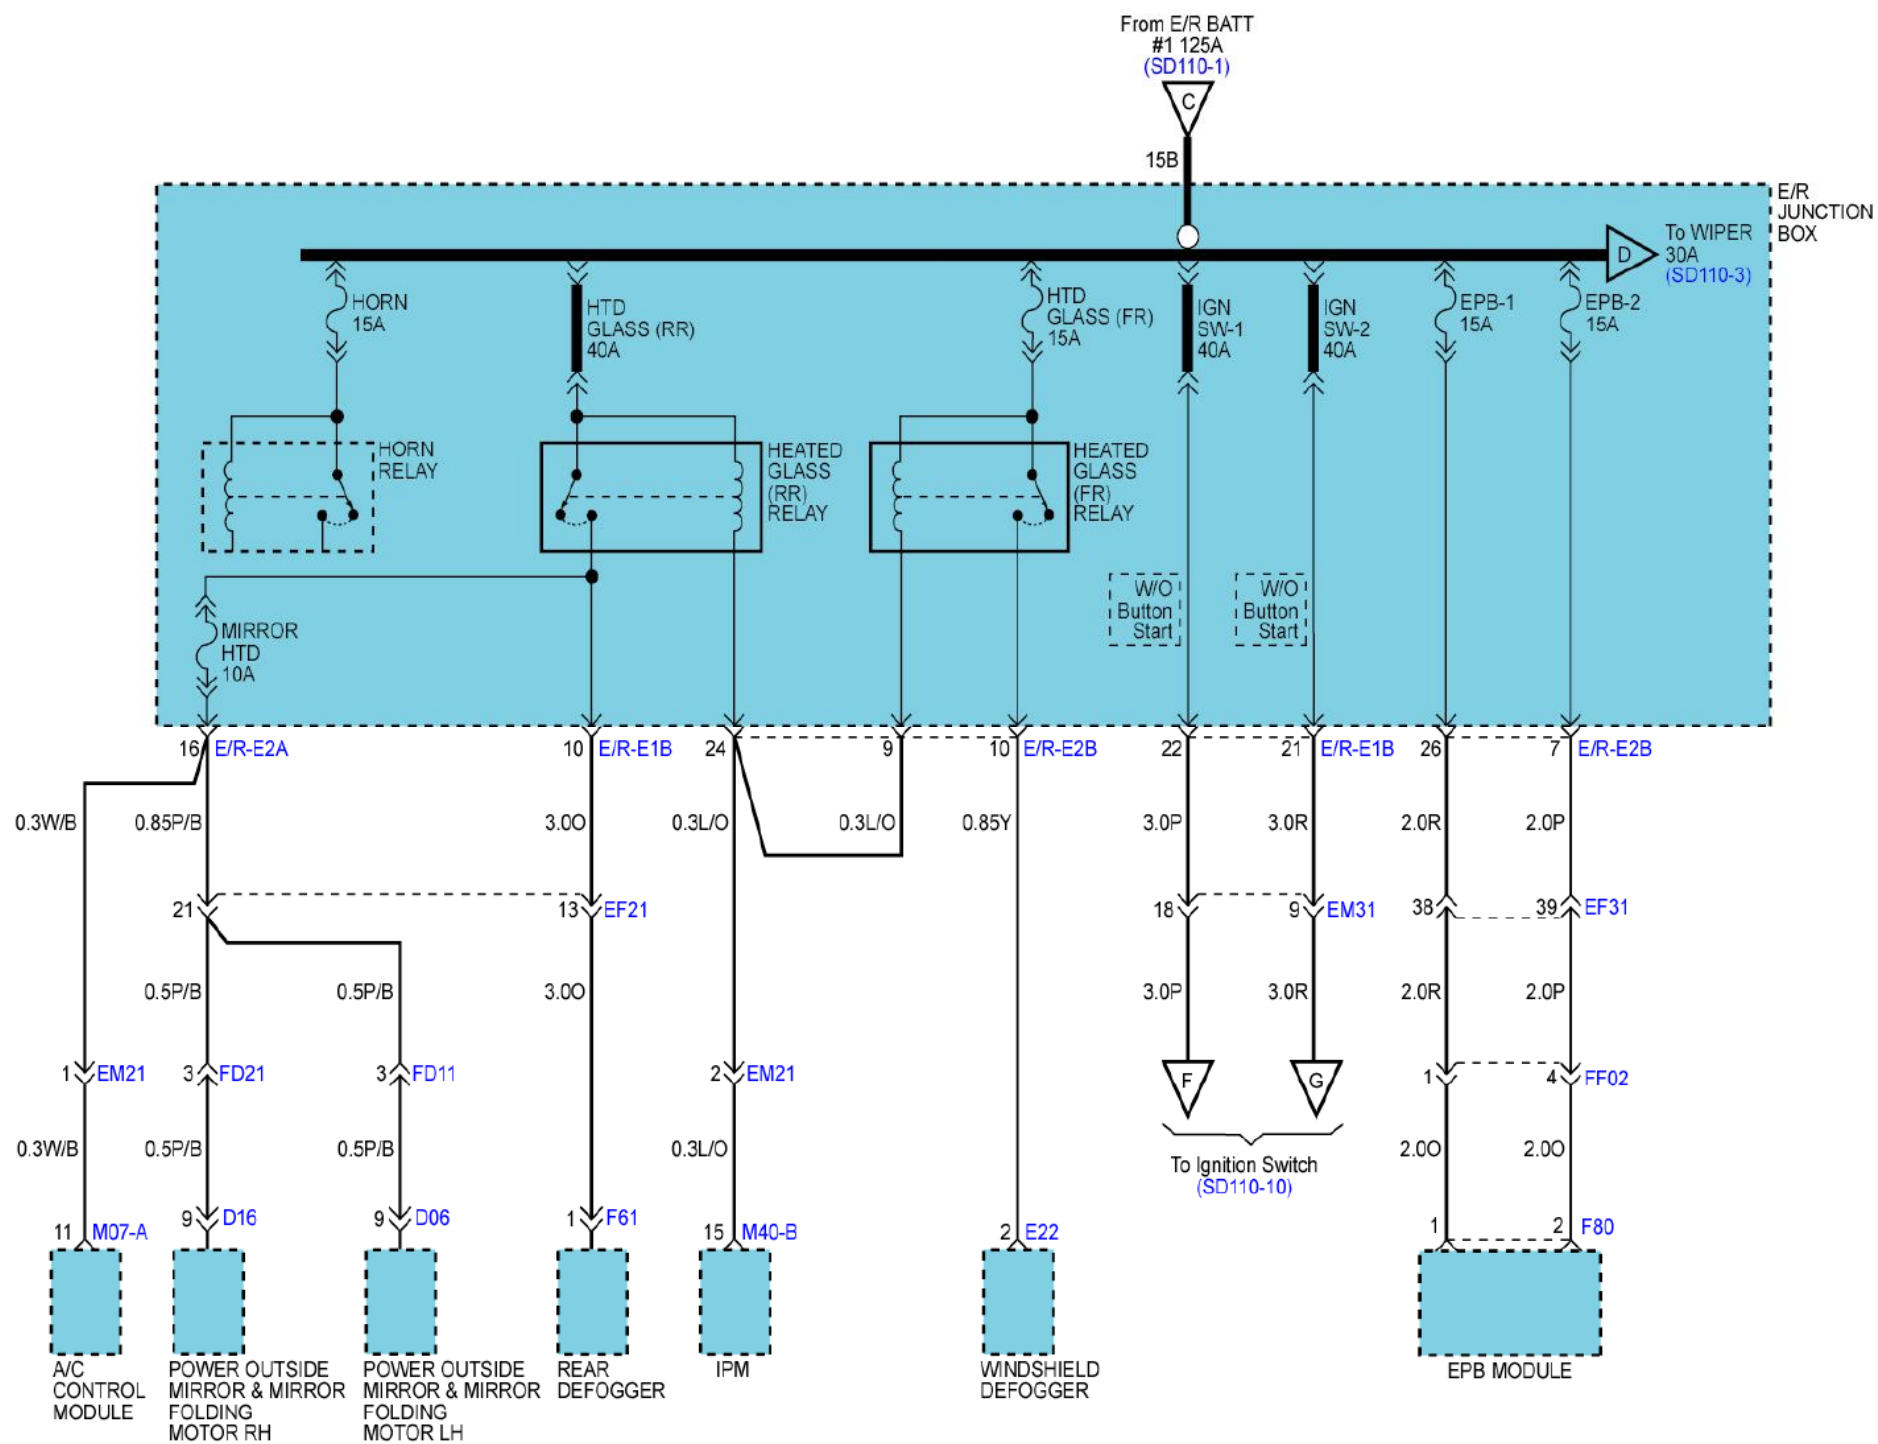 From E/R BATT
#1 125A
(SD110-1)
C
15B
E/R
JUNCTION
BOX
D
To WIPER
30A
(SD110-3)
HORN
15A
HTD
GLASS (RR)
40A
HTD
GLASS (FR)
15A
IGN
SW-1
40A
IGN
SW-2
40A
EPB-1
15A
EPB-2
15A
HORN
RELAY
HEATED
GLASS
(RR)
RELAY
HEATED
GLASS
(FR)
RELAY
W/O
Button
Start
W/O
Button
Start
MIRROR
HTD
10A
16 E/R-E2A 10 E/R-E1B 24 9 10 E/R-E2B 22 21 E/R-E1B 26 7 E/R-E2B
0.3W/B 0.85P/B 3.0O 0.3L/O 0.3L/O 0.85Y 3.0P 3.0R 2.0R 2.0P
21 13 EF21 18 9 EM31 38 39 EF31
0.5P/B 0.5P/B 3.0O 3.0P 3.0R 2.0R 2.0P
1 EM21 3 FD21 3 FD11 2 EM21 F G 1 4 FF02
0.3W/B 0.5P/B 0.5P/B 0.3L/O 2.0O 2.0O
To Ignition Switch
(SD110-10)
11 M07-A 9 D16 9 D06 1 F61 15 M40-B 2 E22 1 2 F80
A/C
CONTROL
MODULE
POWER OUTSIDE
MIRROR & MIRROR
FOLDING
MOTOR RH
POWER OUTSIDE
MIRROR & MIRROR
FOLDING
MOTOR LH
REAR
DEFOGGER
IPM
WINDSHIELD
DEFOGGER
EPB MODULE